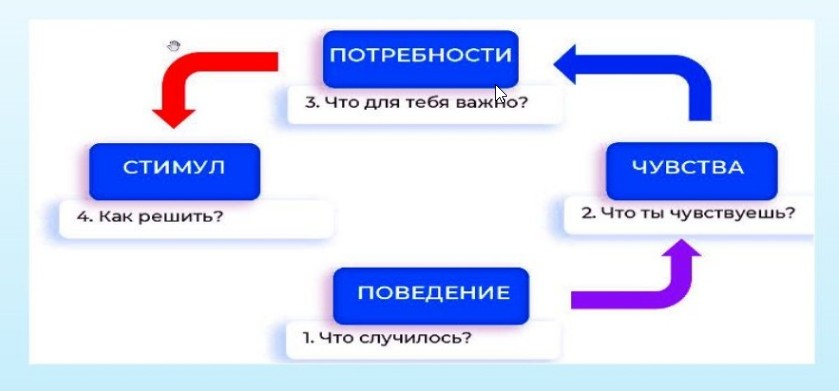 ПОТРЕБНОСТИ
3. Что для тебя важно?
СТИМУЛ
4. Как решить?
ЧУВСТВА
2. Что ты чувствуешь?
ПОВЕДЕНИЕ
1. Что случилось?